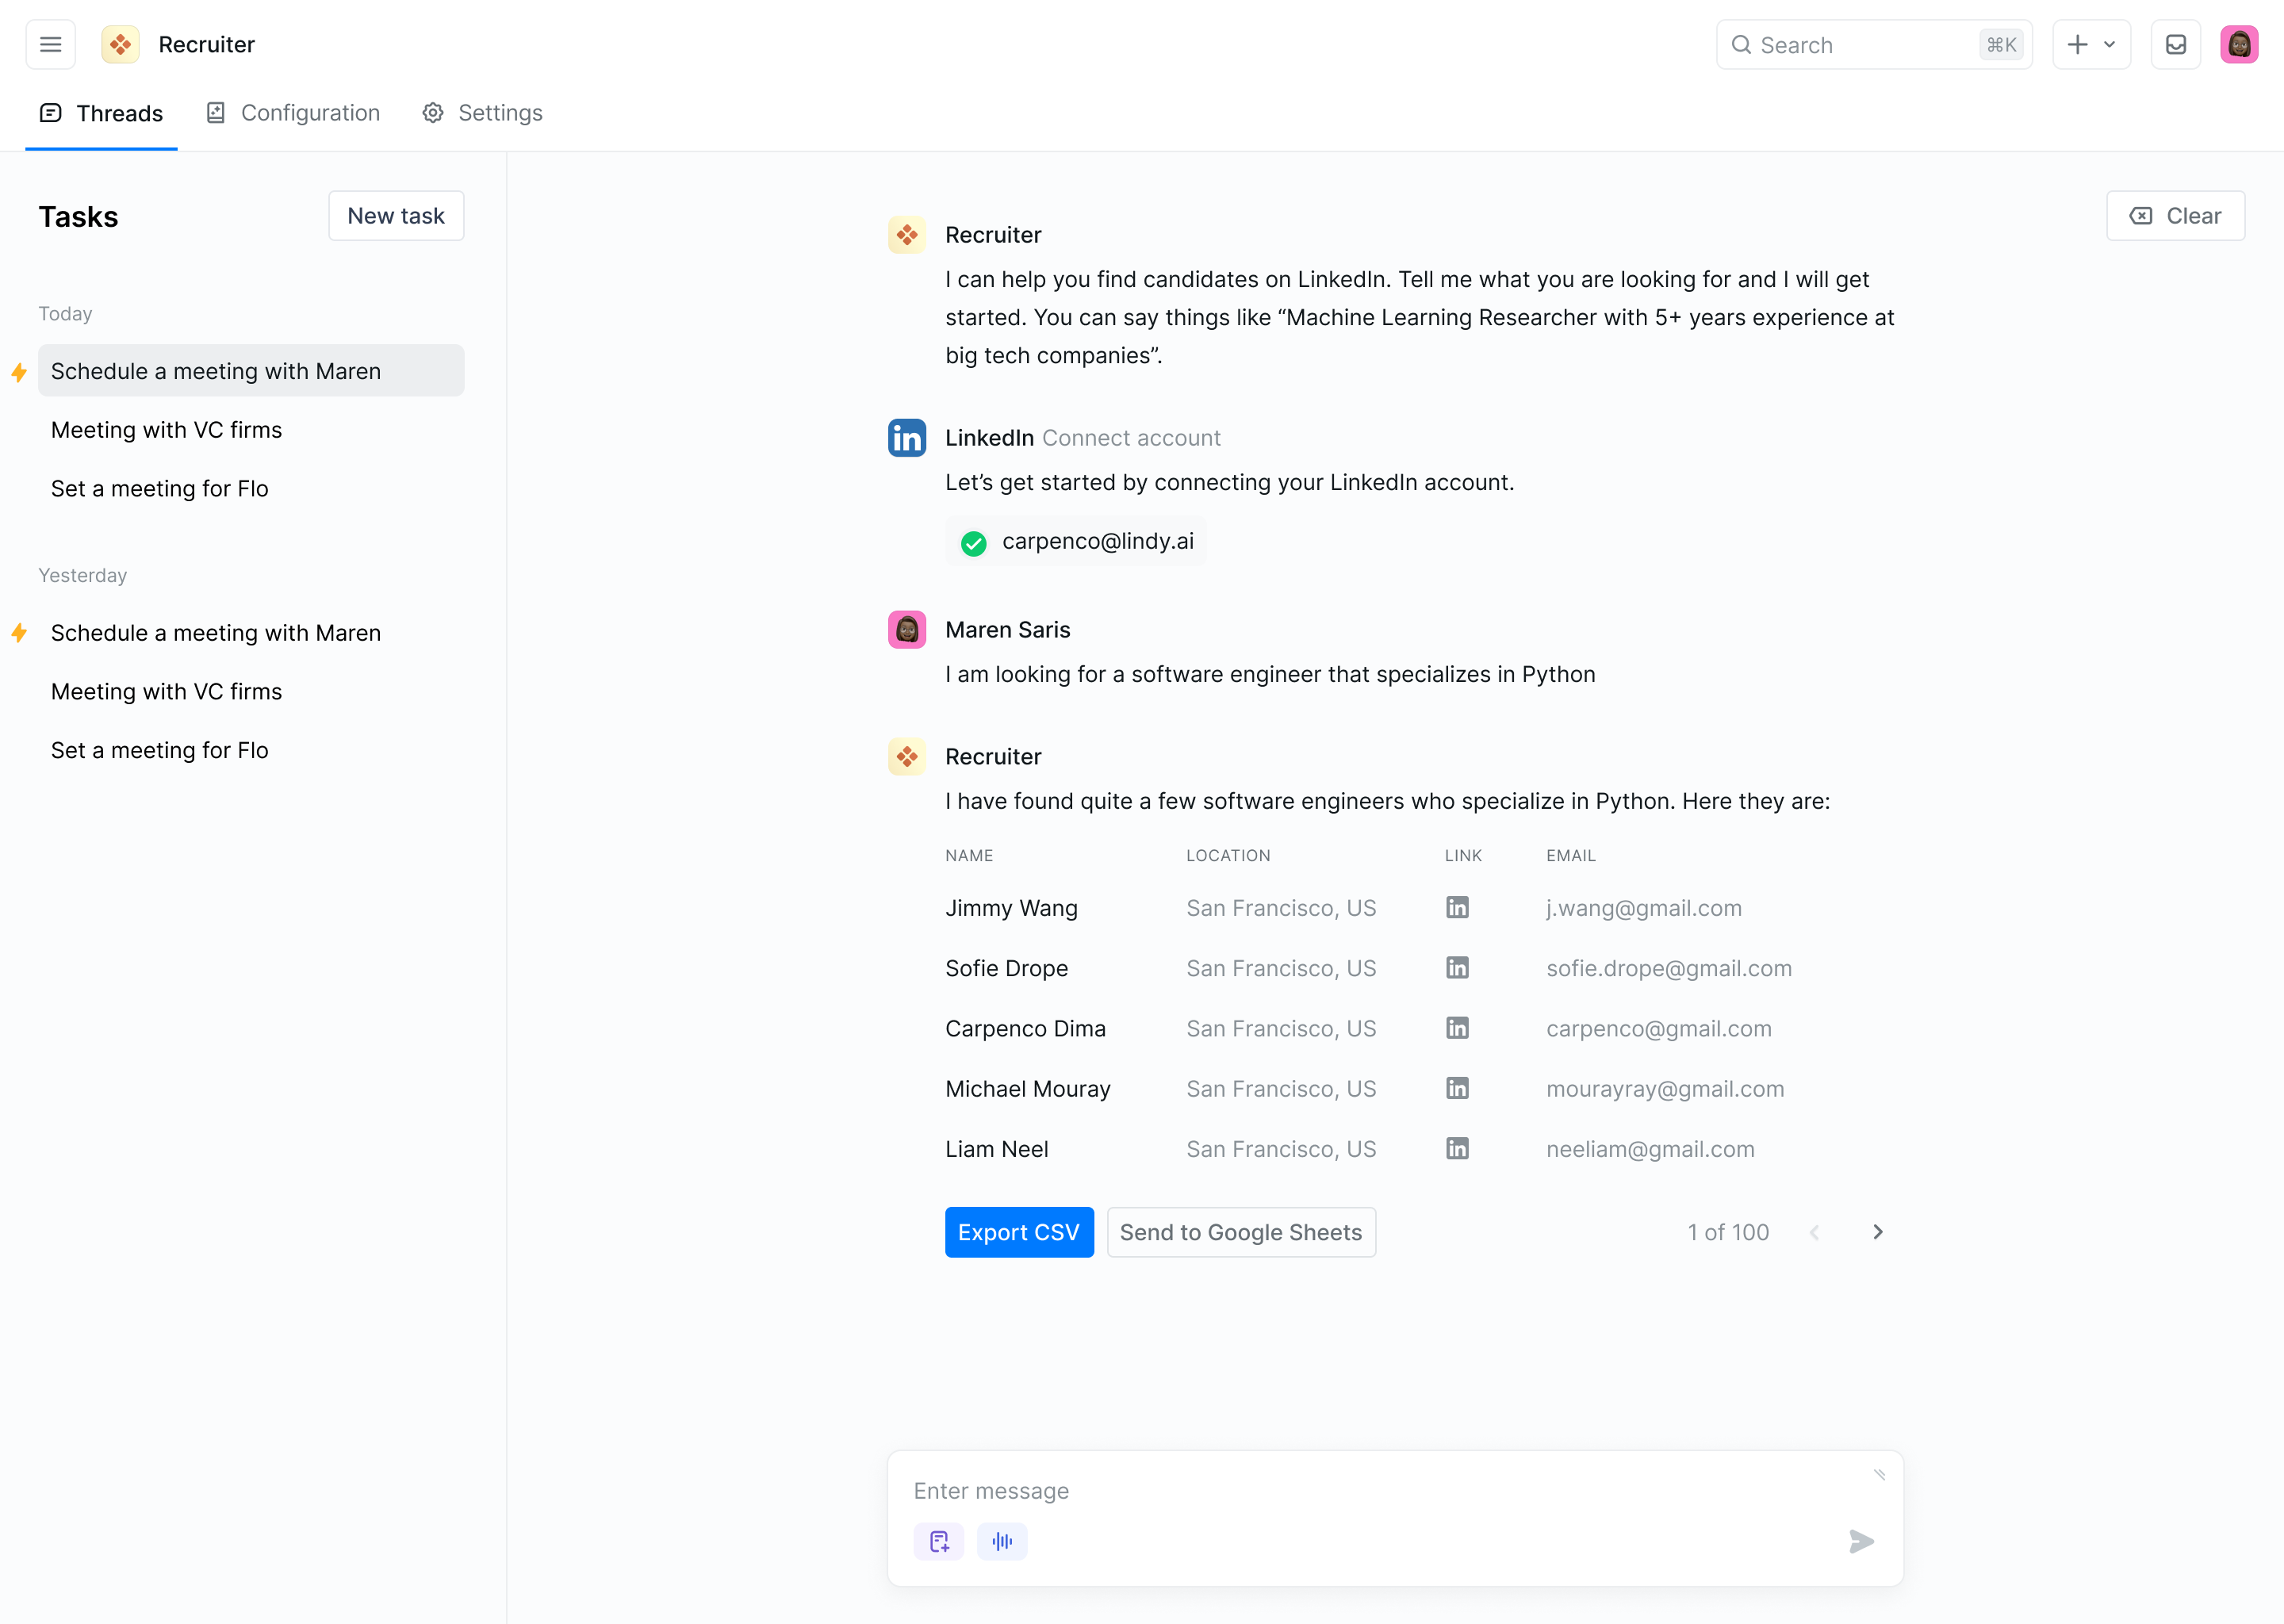 Recruiter
Search ⌘K
Threads Configuration Settings
Tasks New task
Today
Schedule a meeting with Maren
Meeting with VC firms
Set a meeting for Flo
Yesterday
Schedule a meeting with Maren
Meeting with VC firms
Set a meeting for Flo
Clear
Recruiter
I can help you find candidates on LinkedIn. Tell me what you are looking for and I will get
started. You can say things like “Machine Learning Researcher with 5+ years experience at
big tech companies”.
in LinkedIn Connect account
Let’s get started by connecting your LinkedIn account.
carpenco@lindy.ai
Maren Saris
I am looking for a software engineer that specializes in Python
Recruiter
I have found quite a few software engineers who specialize in Python. Here they are:
NAME LOCATION LINK EMAIL
Jimmy Wang San Francisco, US in j.wang@gmail.com
Sofie Drope San Francisco, US in sofie.drope@gmail.com
Carpenco Dima San Francisco, US in carpenco@gmail.com
Michael Mouray San Francisco, US in mourayray@gmail.com
Liam Neel San Francisco, US in neeliam@gmail.com
Export CSV Send to Google Sheets 1 of 100
Enter message